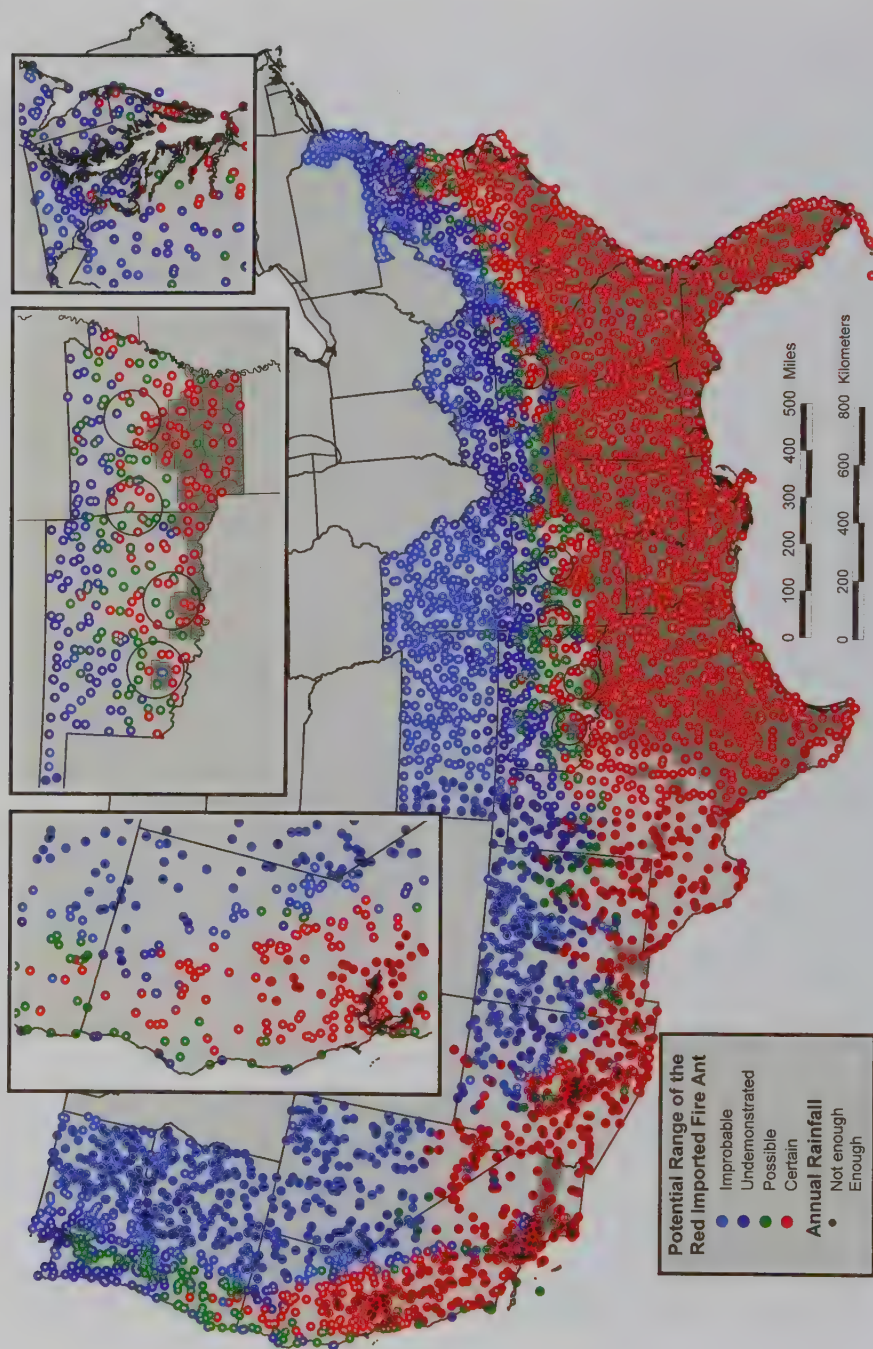 Potential Range of the
Red Imported Fire Ant
Improbable
Undemonstrated
Possible
Certain
Annual Rainfall
Not enough
Enough
0 100 200 300 400 500 Miles
0 200 400 600 800 Kilometers